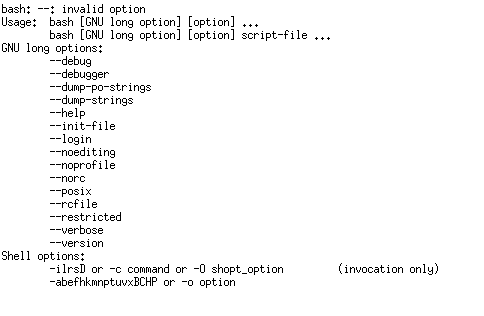 bash: --: invalid option
Usage:  bash [GNU long option] [option] ...
        bash [GNU long option] [option] script-file ...
GNU long options:
        --debug
        --debugger
        --dump-po-strings
        --dump-strings
        --help
        --init-file
        --login
        --noediting
        --noprofile
        --norc
        --posix
        --rcfile
        --restricted
        --verbose
        --version
Shell options:
        -ilrsD or -c command or -O shopt_option         (invocation only)
        -abefhkmnptuvxBCHP or -o option